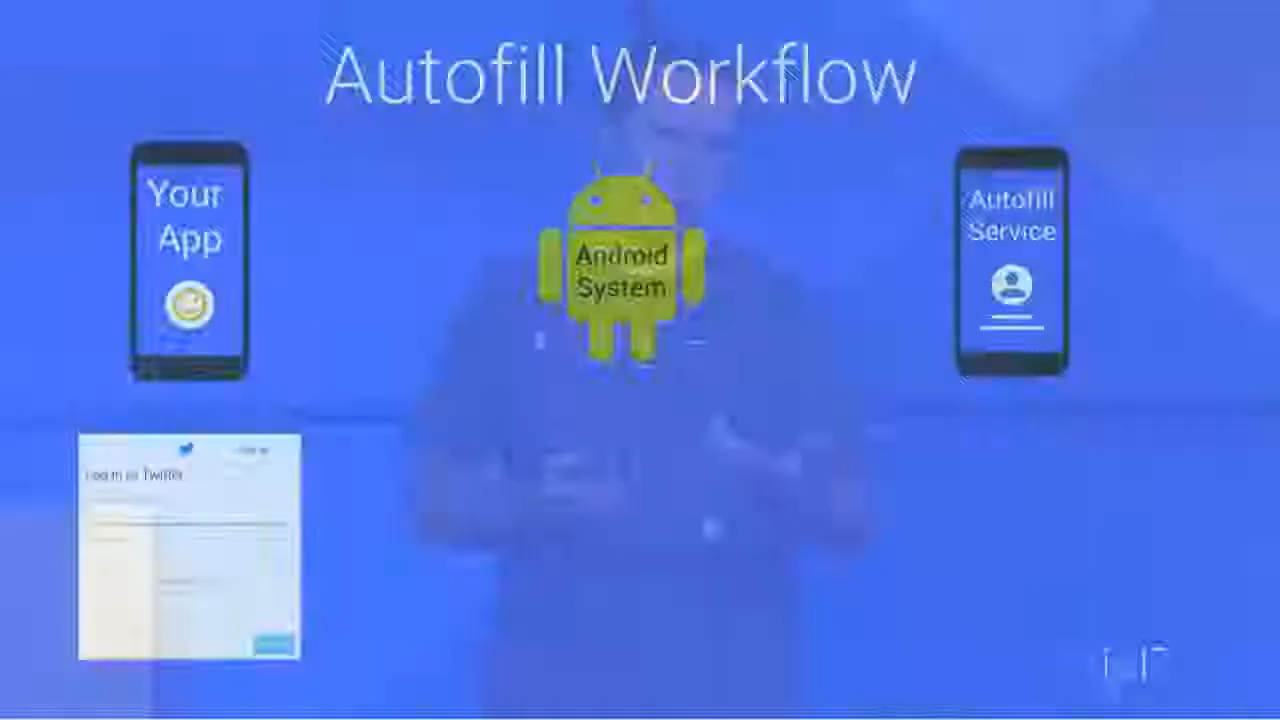 Autofill Workflow
Your
App
Android
System
Autofill
Service
Log in to Twitter